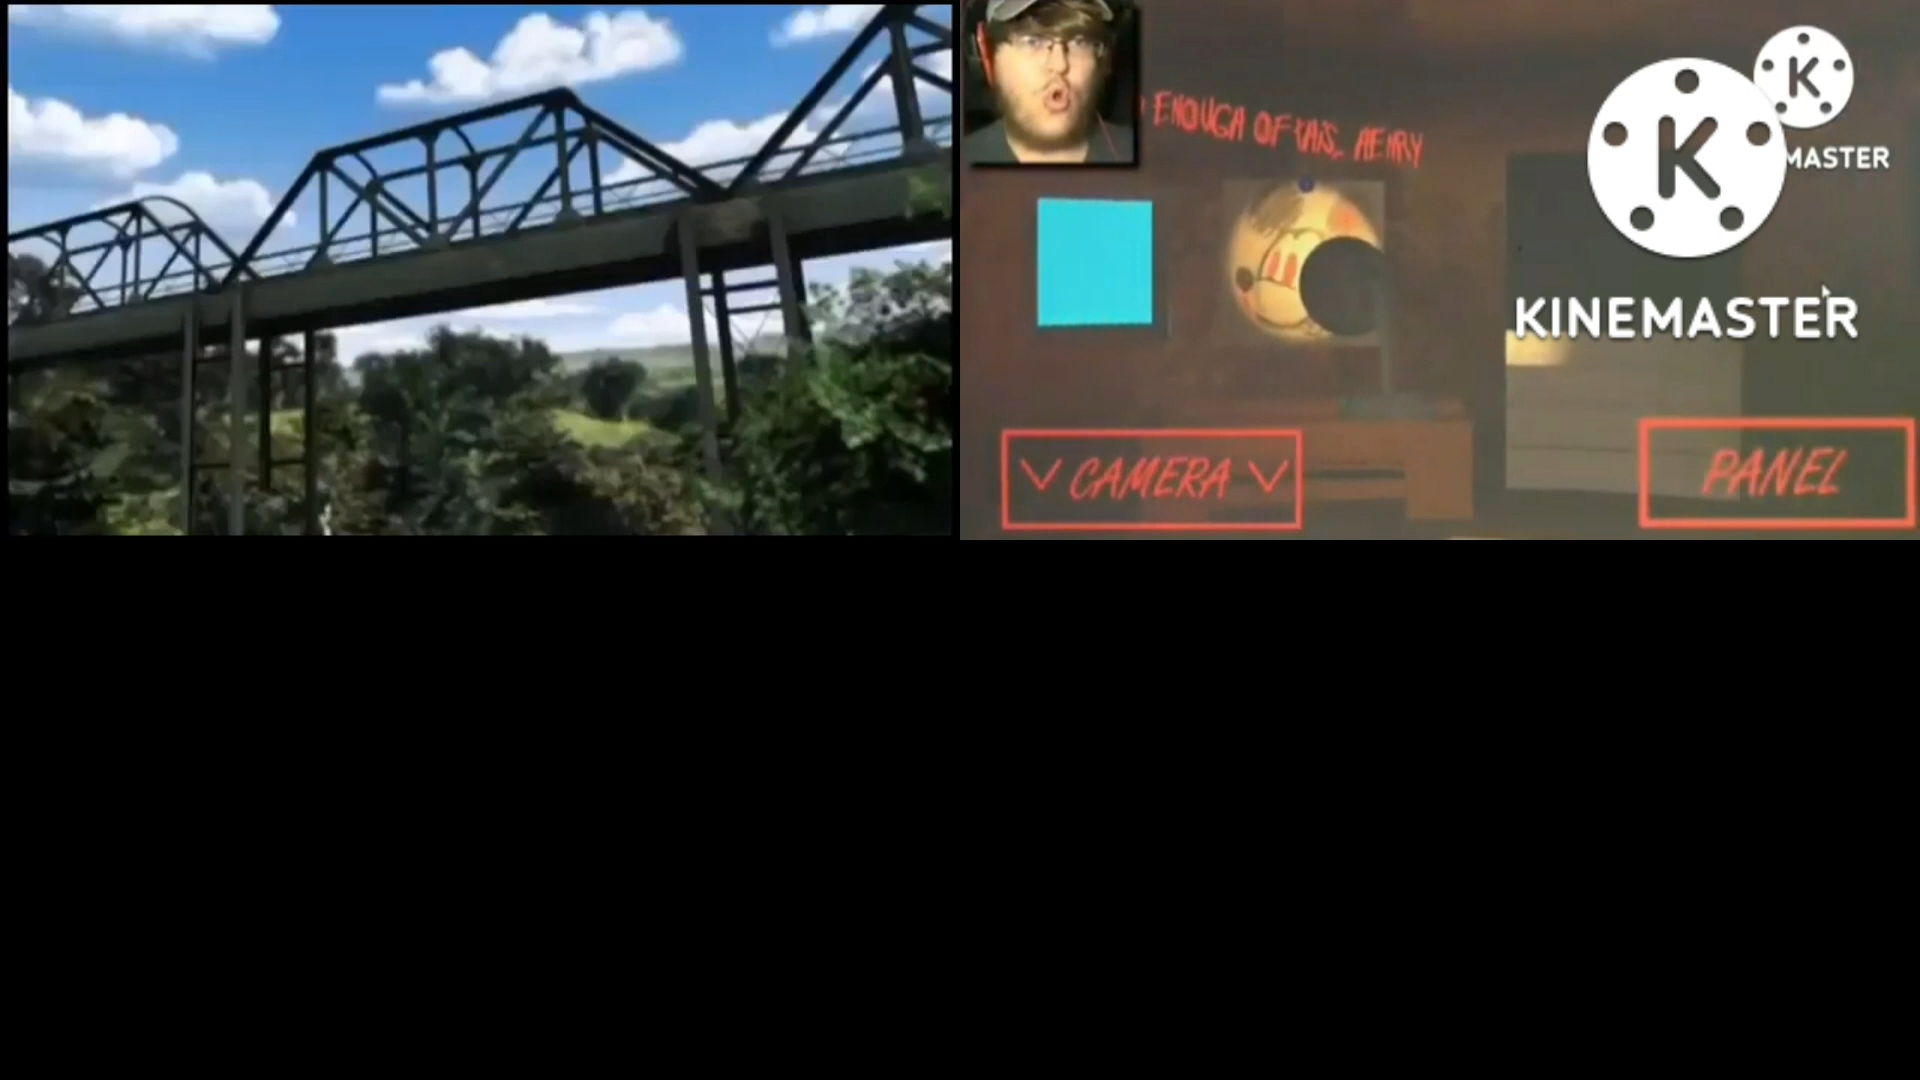 ENOUGH OF THIS, HENRY
MASTER
KINEMASTER
CAMERA
PANEL